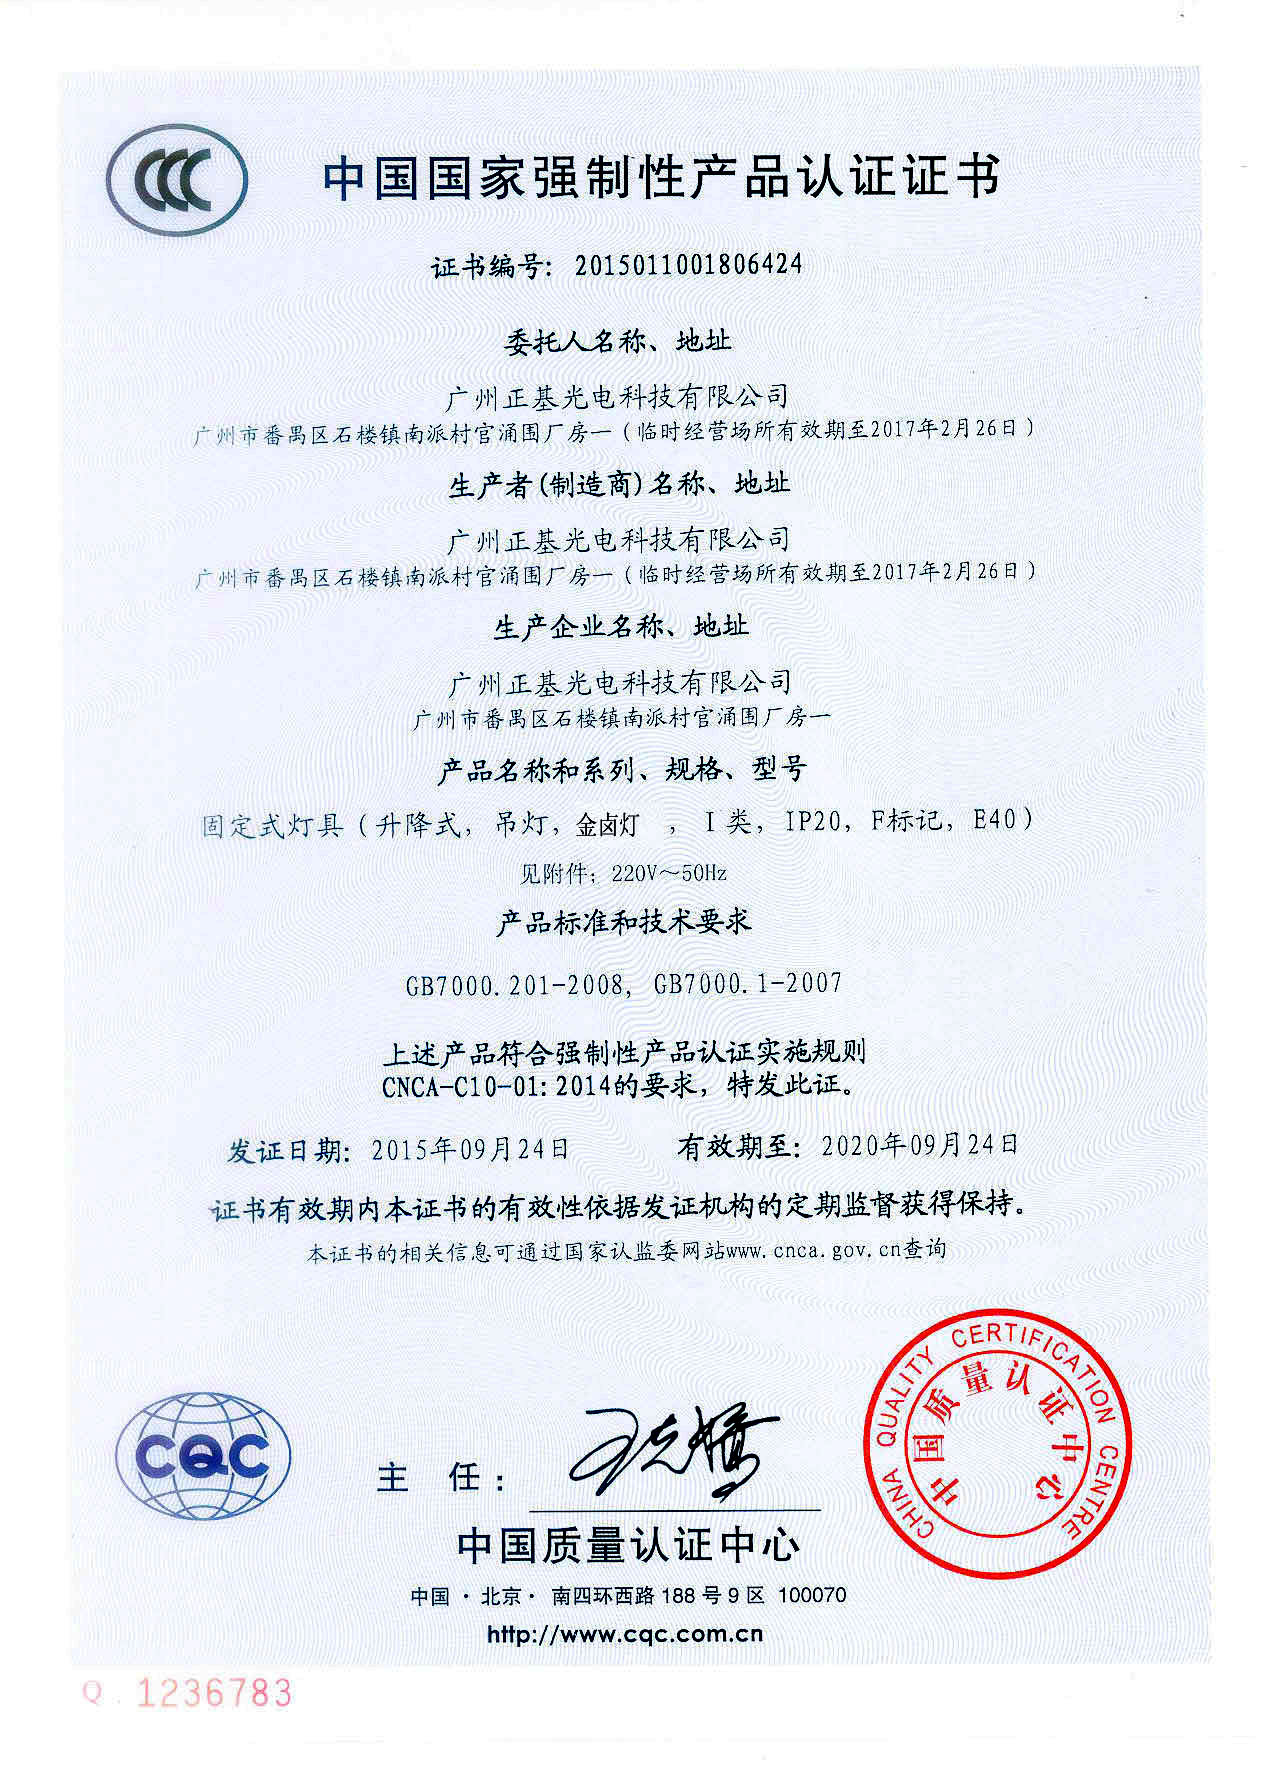 CCC
中国国家强制性产品认证证书
证书编号: 2015011001806424
委托人名称、地址
广州正基光电科技有限公司
广州市番禺区石楼镇南派村官涌围厂房一（临时经营场所有效期至2017年2月26日）
生产者(制造商)名称、地址
广州正基光电科技有限公司
广州市番禺区石楼镇南派村官涌围厂房一（临时经营场所有效期至2017年2月26日）
生产企业名称、地址
广州正基光电科技有限公司
广州市番禺区石楼镇南派村官涌围厂房一
产品名称和系列、规格、型号
固定式灯具（升降式, 吊灯, 金卤灯 , I类, IP20, F标记, E40）
见附件; 220V～50Hz
产品标准和技术要求
GB7000.201-2008, GB7000.1-2007
上述产品符合强制性产品认证实施规则
CNCA-C10-01:2014的要求, 特发此证。
发证日期: 2015年09月24日 有效期至: 2020年09月24日
证书有效期内本证书的有效性依据发证机构的定期监督获得保持。
本证书的相关信息可通过国家认监委网站www.cnca.gov.cn查询
CHINA QUALITY CERTIFICATION CENTRE
中国质量认证中心
CQC
主 任:
中国质量认证中心
中国·北京· 南四环西路188号9区 100070
http://www.cqc.com.cn
Q . 1236783